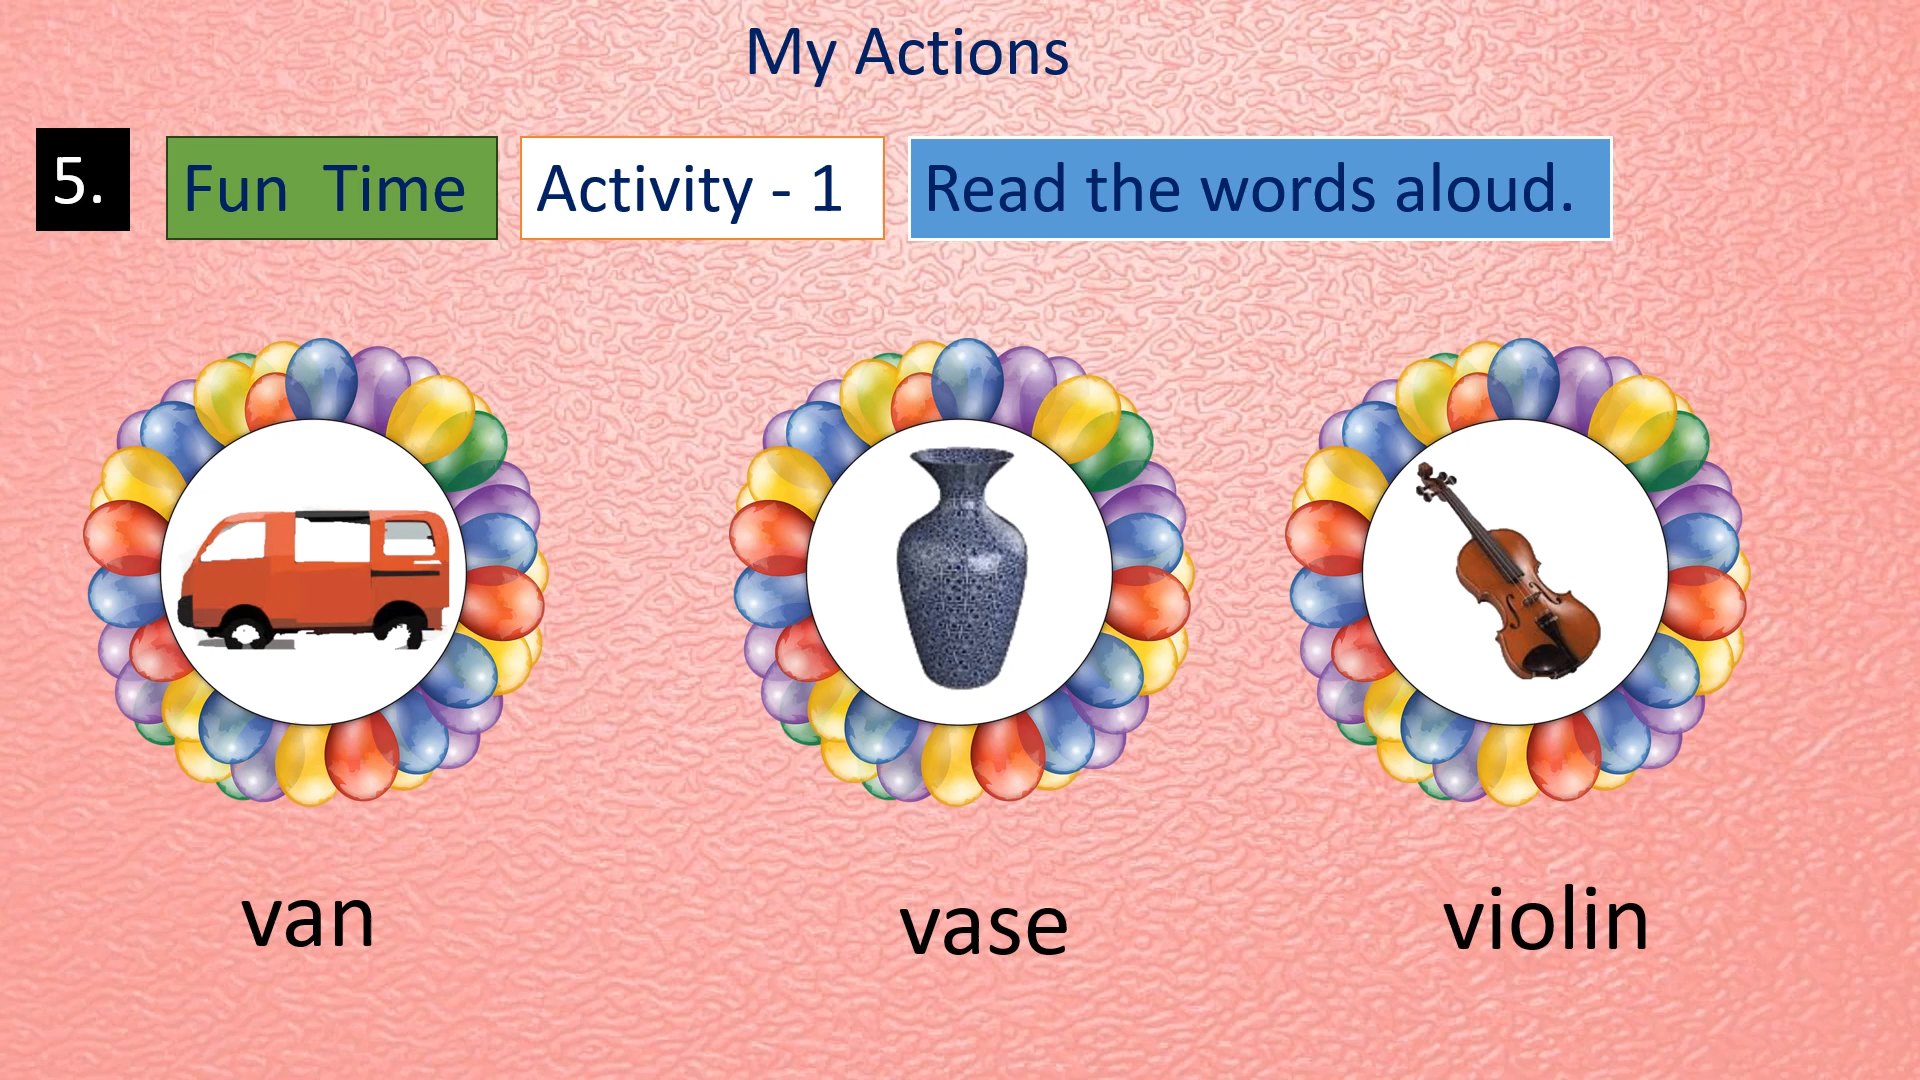 My Actions
5. Fun Time Activity - 1 Read the words aloud.
van vase violin